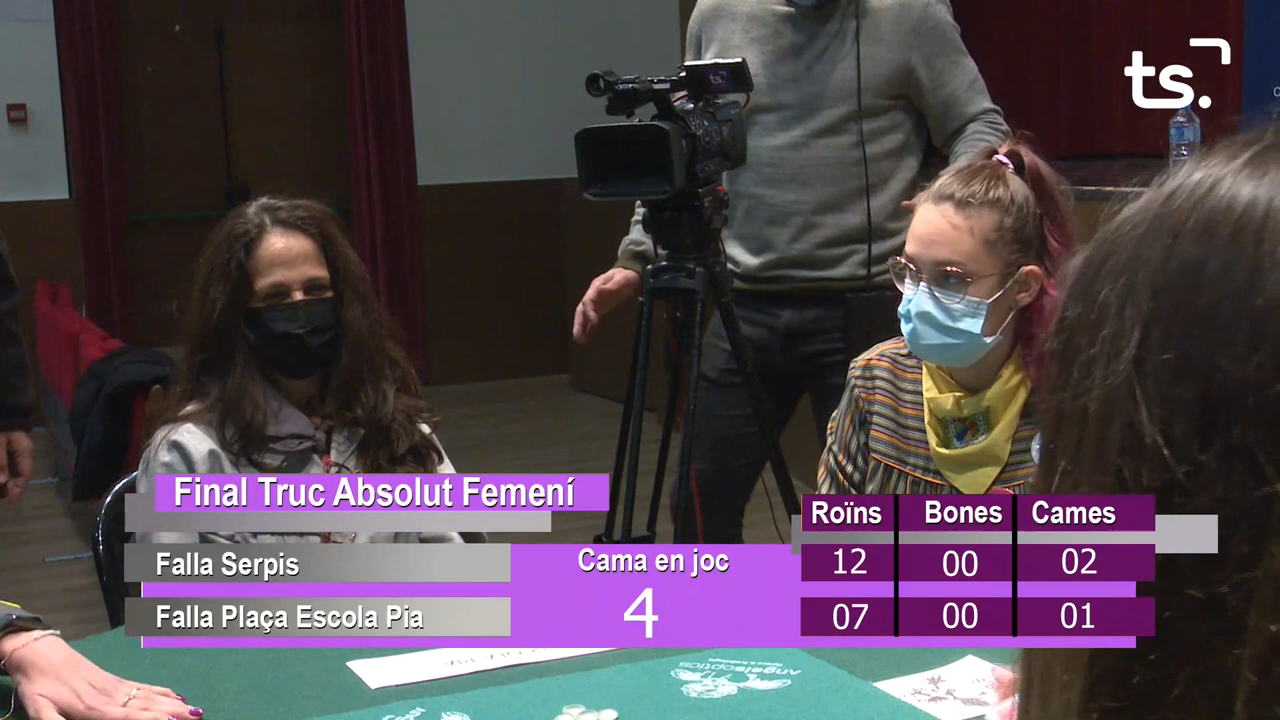 ts.
Final Truc Absolut Femení
Roïns Bones Cames
Falla Serpis
Cama en joc
12 00 02
4
Falla Plaça Escola Pia
07 00 01
angelsoptics